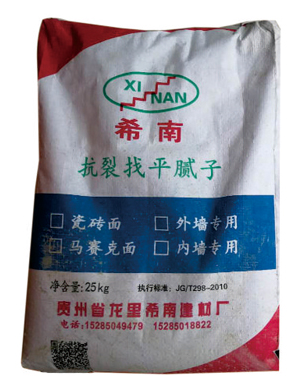 XI NAN
希南
抗裂找平腻子
瓷砖面 外墙专用
马赛克面 内墙专用
净含量:25kg 执行标准: JG/T298-2016
贵州省龙里希南建材厂
电话:15285049479 15285018822